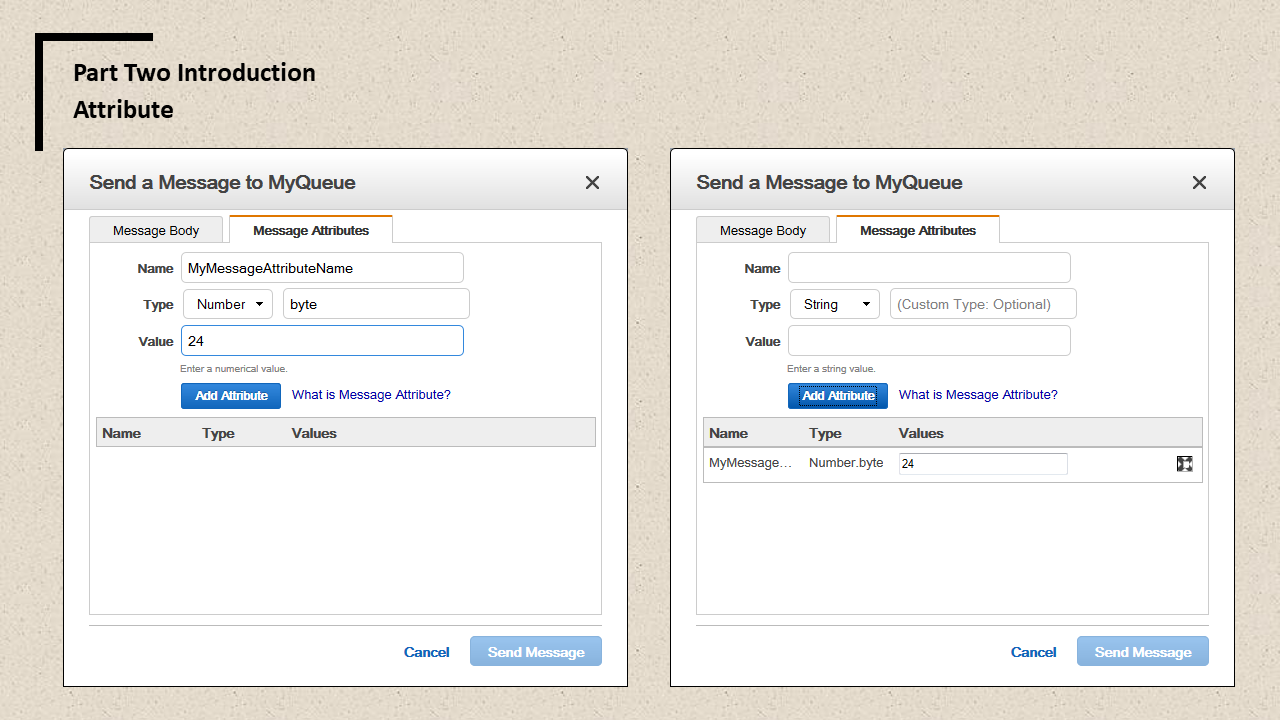 Part Two Introduction
Attribute
Send a Message to MyQueue
Message Body
Message Attributes
Name MyMessageAttributeName
Type Number byte
Value 24
Enter a numerical value.
Add Attribute What is Message Attribute?
Name Type Values
Cancel Send Message
Send a Message to MyQueue
Message Body
Message Attributes
Name
Type String (Custom Type: Optional)
Value
Enter a string value.
Add Attribute What is Message Attribute?
Name Type Values
MyMessage... Number.byte 24
Cancel Send Message